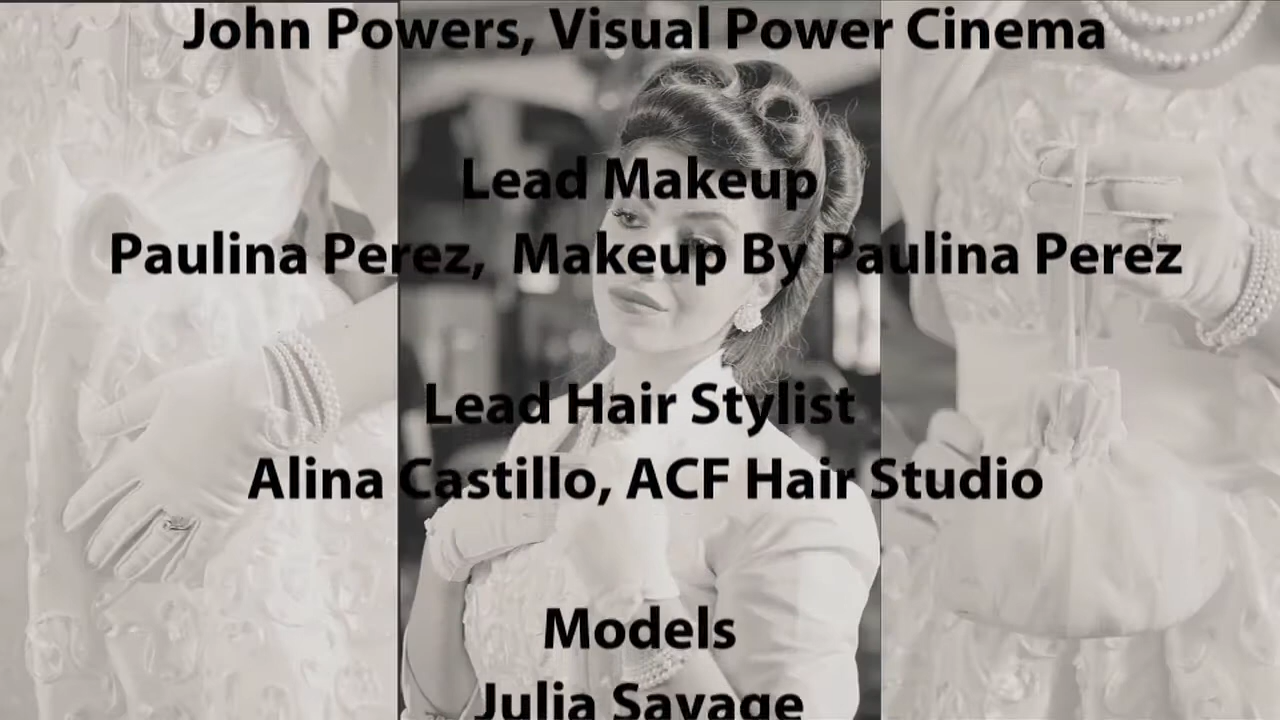 John Powers, Visual Power Cinema
Lead Makeup
Paulina Perez, Makeup By Paulina Perez
Lead Hair Stylist
Alina Castillo, ACF Hair Studio
Models
Julia Savage